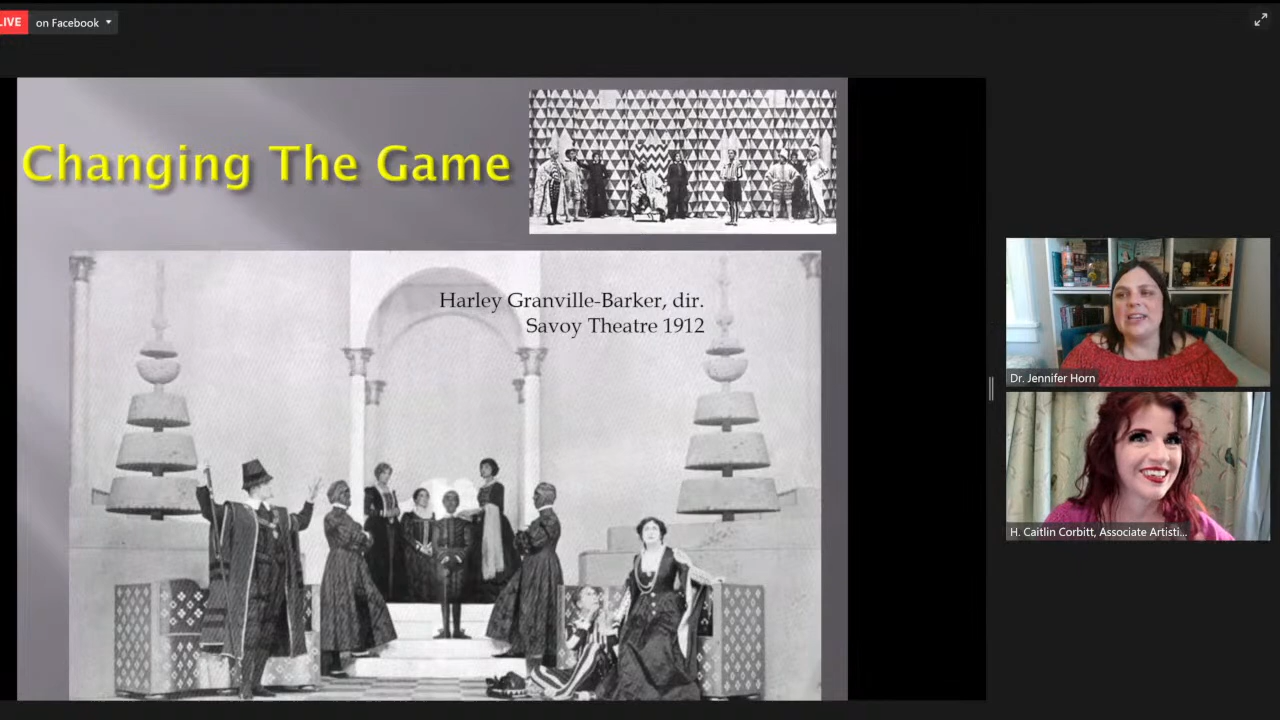 LIVE
on Facebook
Changing The Game
Harley Granville-Barker, dir.
Savoy Theatre 1912
Dr. Jennifer Horn
H. Caitlin Corbitt, Associate Artisti...